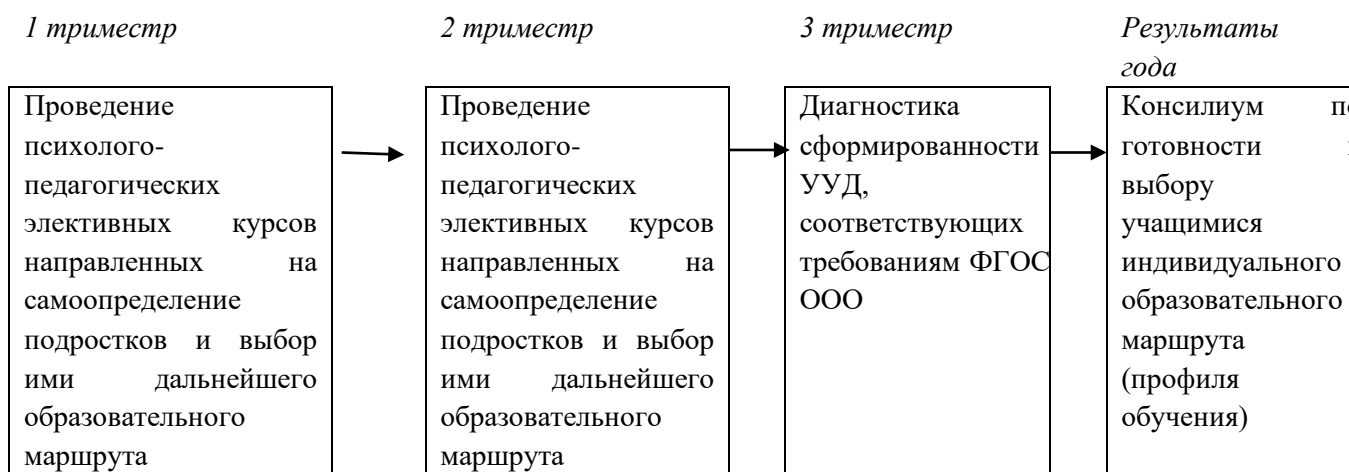 1 триместр
2 триместр
3 триместр
Результаты
года
Проведение
психолого-
педагогических
элективных курсов
направленных на
самоопределение
подростков и выбор
ими дальнейшего
образовательного
маршрута
Проведение
психолого-
педагогических
элективных курсов
направленных на
самоопределение
подростков и выбор
ими дальнейшего
образовательного
маршрута
Диагностика
сформированности
УУД,
соответствующих
требованиям ФГОС
ООО
Консилиум
готовности
выбору
учащимися
индивидуального
образовательного
маршрута
(профиля
обучения)